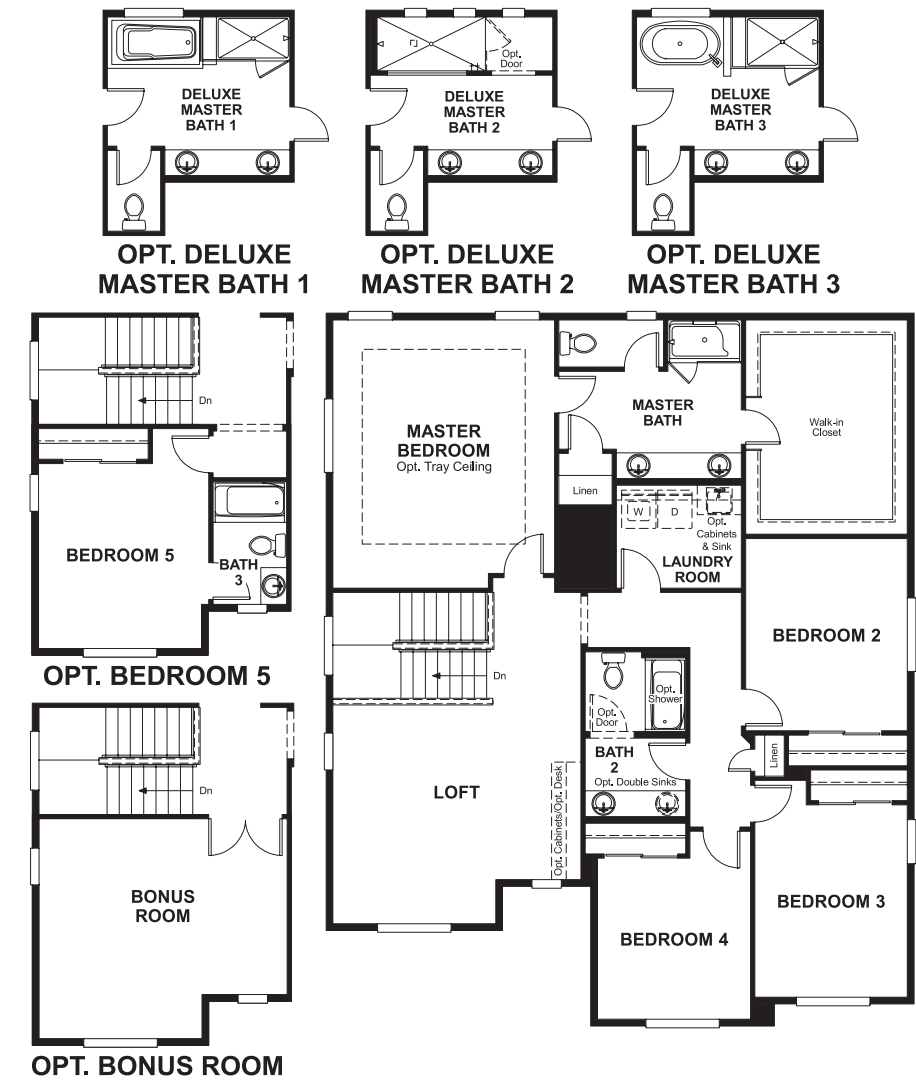 DELUXE
MASTER
BATH 1
OPT. DELUXE
MASTER BATH 1
Opt.
Door
DELUXE
MASTER
BATH 2
OPT. DELUXE
MASTER BATH 2
DELUXE
MASTER
BATH 3
OPT. DELUXE
MASTER BATH 3
Dn
BEDROOM 5
BATH
3
OPT. BEDROOM 5
Dn
BONUS
ROOM
OPT. BONUS ROOM
MASTER
BEDROOM
Opt. Tray Ceiling
MASTER
BATH
Walk-in
Closet
Linen
W
D
Opt.
Cabinets
& Sink
LAUNDRY
ROOM
BEDROOM 2
Dn
Opt.
Shower
Opt.
Door
BATH
2
Opt. Double Sinks
Linen
LOFT
Opt. Cabinets/Opt. Desk
BEDROOM 3
BEDROOM 4